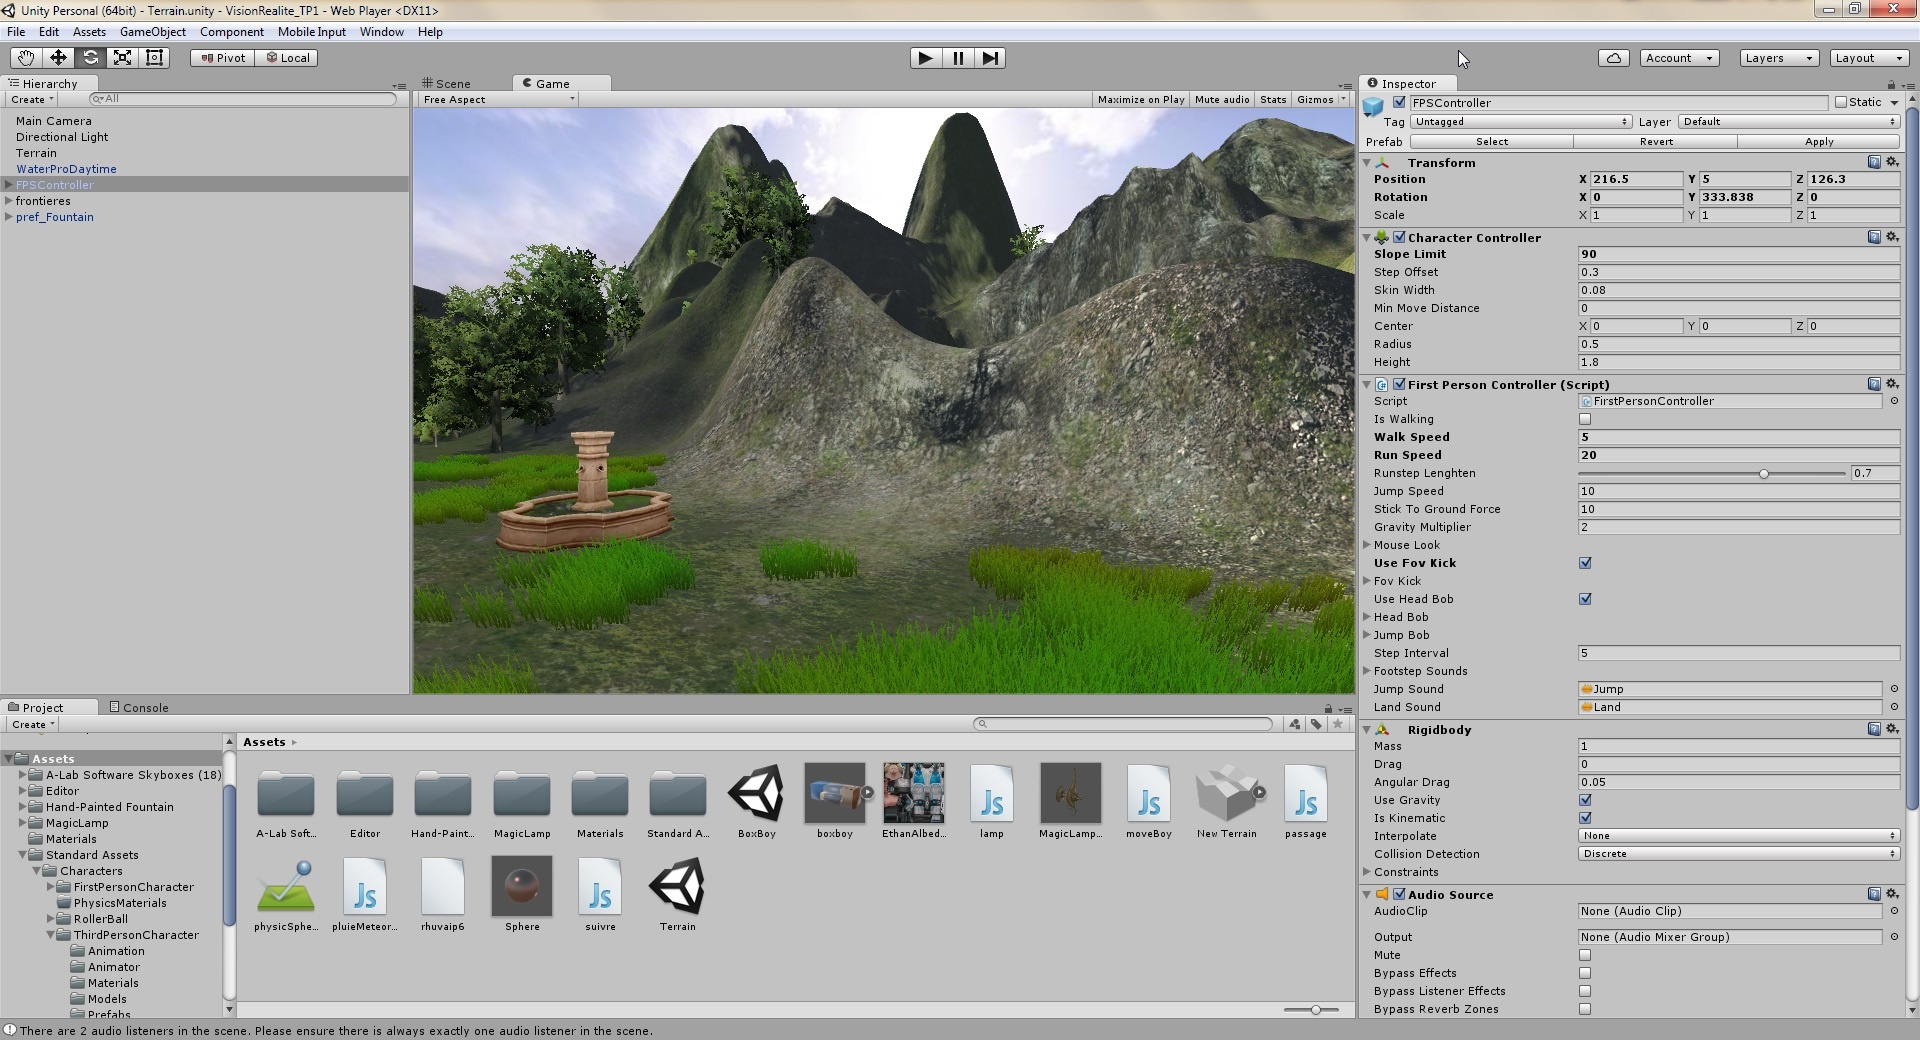 Unity Personal (64bit) - Terrain.unity - VisionRealite_TP1 - Web Player <DX11>
File Edit Assets GameObject Component Mobile Input Window Help
Pivot Local Account Layers Layout
Hierarchy
Create All
Main Camera
Directional Light
Terrain
WaterProDaytime
FPSController
frontieres
pref_Fountain
Scene Game
Free Aspect Maximize on Play Mute audio Stats Gizmos
Inspector
FPSController Static
Tag Untagged Layer Default
Prefab Select Revert Apply
Transform
Position X 216.5 Y 5 Z 126.3
Rotation X 0 Y 333.838 Z 0
Scale X 1 Y 1 Z 1
Character Controller
Slope Limit 90
Step Offset 0.3
Skin Width 0.08
Min Move Distance 0
Center X 0 Y 0 Z 0
Radius 0.5
Height 1.8
First Person Controller (Script)
Script FirstPersonController
Is Walking
Walk Speed 5
Run Speed 20
Runstep Lenghten 0.7
Jump Speed 10
Stick To Ground Force 10
Gravity Multiplier 2
Mouse Look
Use Fov Kick
Fov Kick
Use Head Bob
Head Bob
Jump Bob
Step Interval 5
Footstep Sounds
Jump Sound Jump
Land Sound Land
Rigidbody
Mass 1
Drag 0
Angular Drag 0.05
Use Gravity
Is Kinematic
Interpolate None
Collision Detection Discrete
Constraints
Audio Source
AudioClip None (Audio Clip)
Output None (Audio Mixer Group)
Mute
Bypass Effects
Bypass Listener Effects
Bypass Reverb Zones
Project Console
Create
Assets
A-Lab Software Skyboxes (18)
Editor
Hand-Painted Fountain
MagicLamp
Materials
Standard Assets
Characters
FirstPersonCharacter
PhysicsMaterials
RollerBall
ThirdPersonCharacter
Animation
Animator
Materials
Models
Prefabs
Assets
A-Lab Soft... Editor Hand-Paint... MagicLamp Materials Standard A... BoxBoy boxboy EthanAlbed... lamp MagicLamp... moveBoy New Terrain passage
physicSphe... pluieMeteor... rhuvaip6 Sphere suivre Terrain
There are 2 audio listeners in the scene. Please ensure there is always exactly one audio listener in the scene.